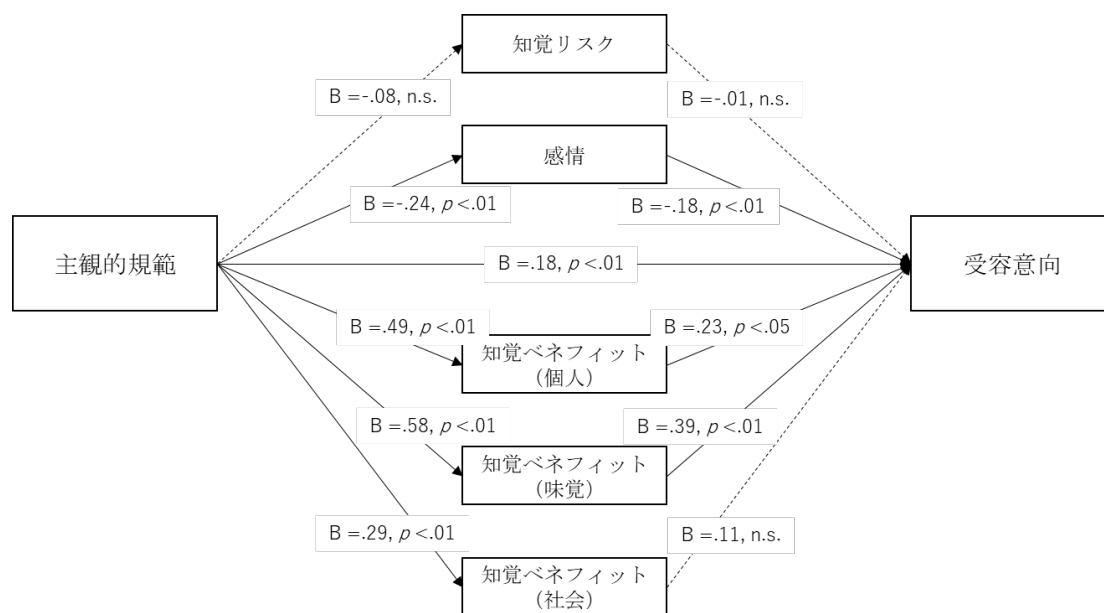 知覚リスク
B =-.08, n.s.
B =-.01, n.s.
感情
B =-.24, p <.01
B =-.18, p <.01
主観的規範
B =.18, p <.01
受容意向
B =.49, p <.01
B =.23, p <.05
知覚ベネフィット
（個人）
B =.58, p <.01
B =.39, p <.01
知覚ベネフィット
（味覚）
B =.29, p <.01
B =.11, n.s.
知覚ベネフィット
（社会）